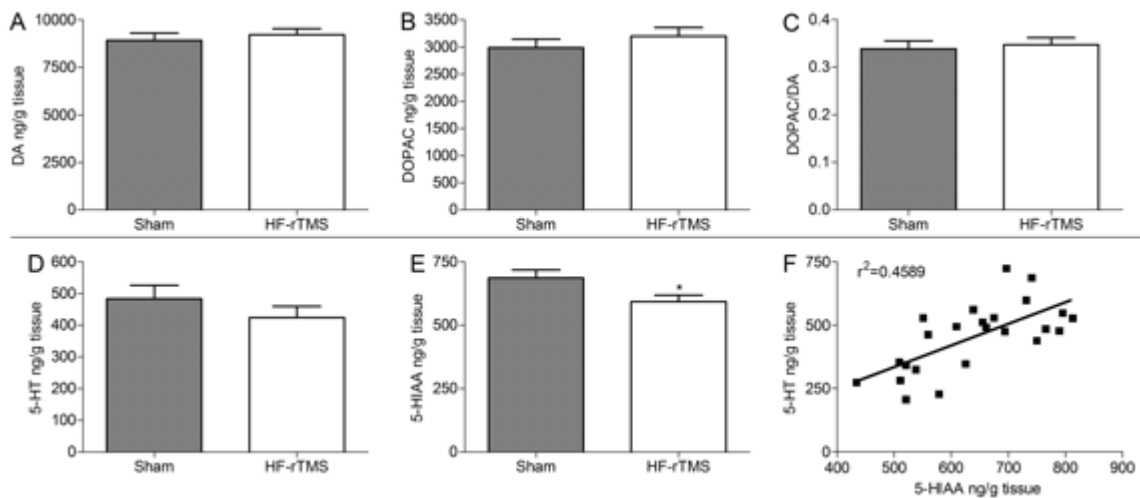 A
DA ng/g tissue
10000
7500
5000
2500
0
Sham
HF-rTMS
B
DOPAC ng/g tissue
3500
3000
2500
2000
1500
1000
500
0
Sham
HF-rTMS
C
DOPAC/DA
0.4
0.3
0.2
0.1
0.0
Sham
HF-rTMS
D
5-HT ng/g tissue
600
500
400
300
200
100
0
Sham
HF-rTMS
E
5-HIAA ng/g tissue
750
500
250
0
*
Sham
HF-rTMS
F
r²=0.4589
5-HT ng/g tissue
750
500
250
0
400 500 600 700 800 900
5-HIAA ng/g tissue